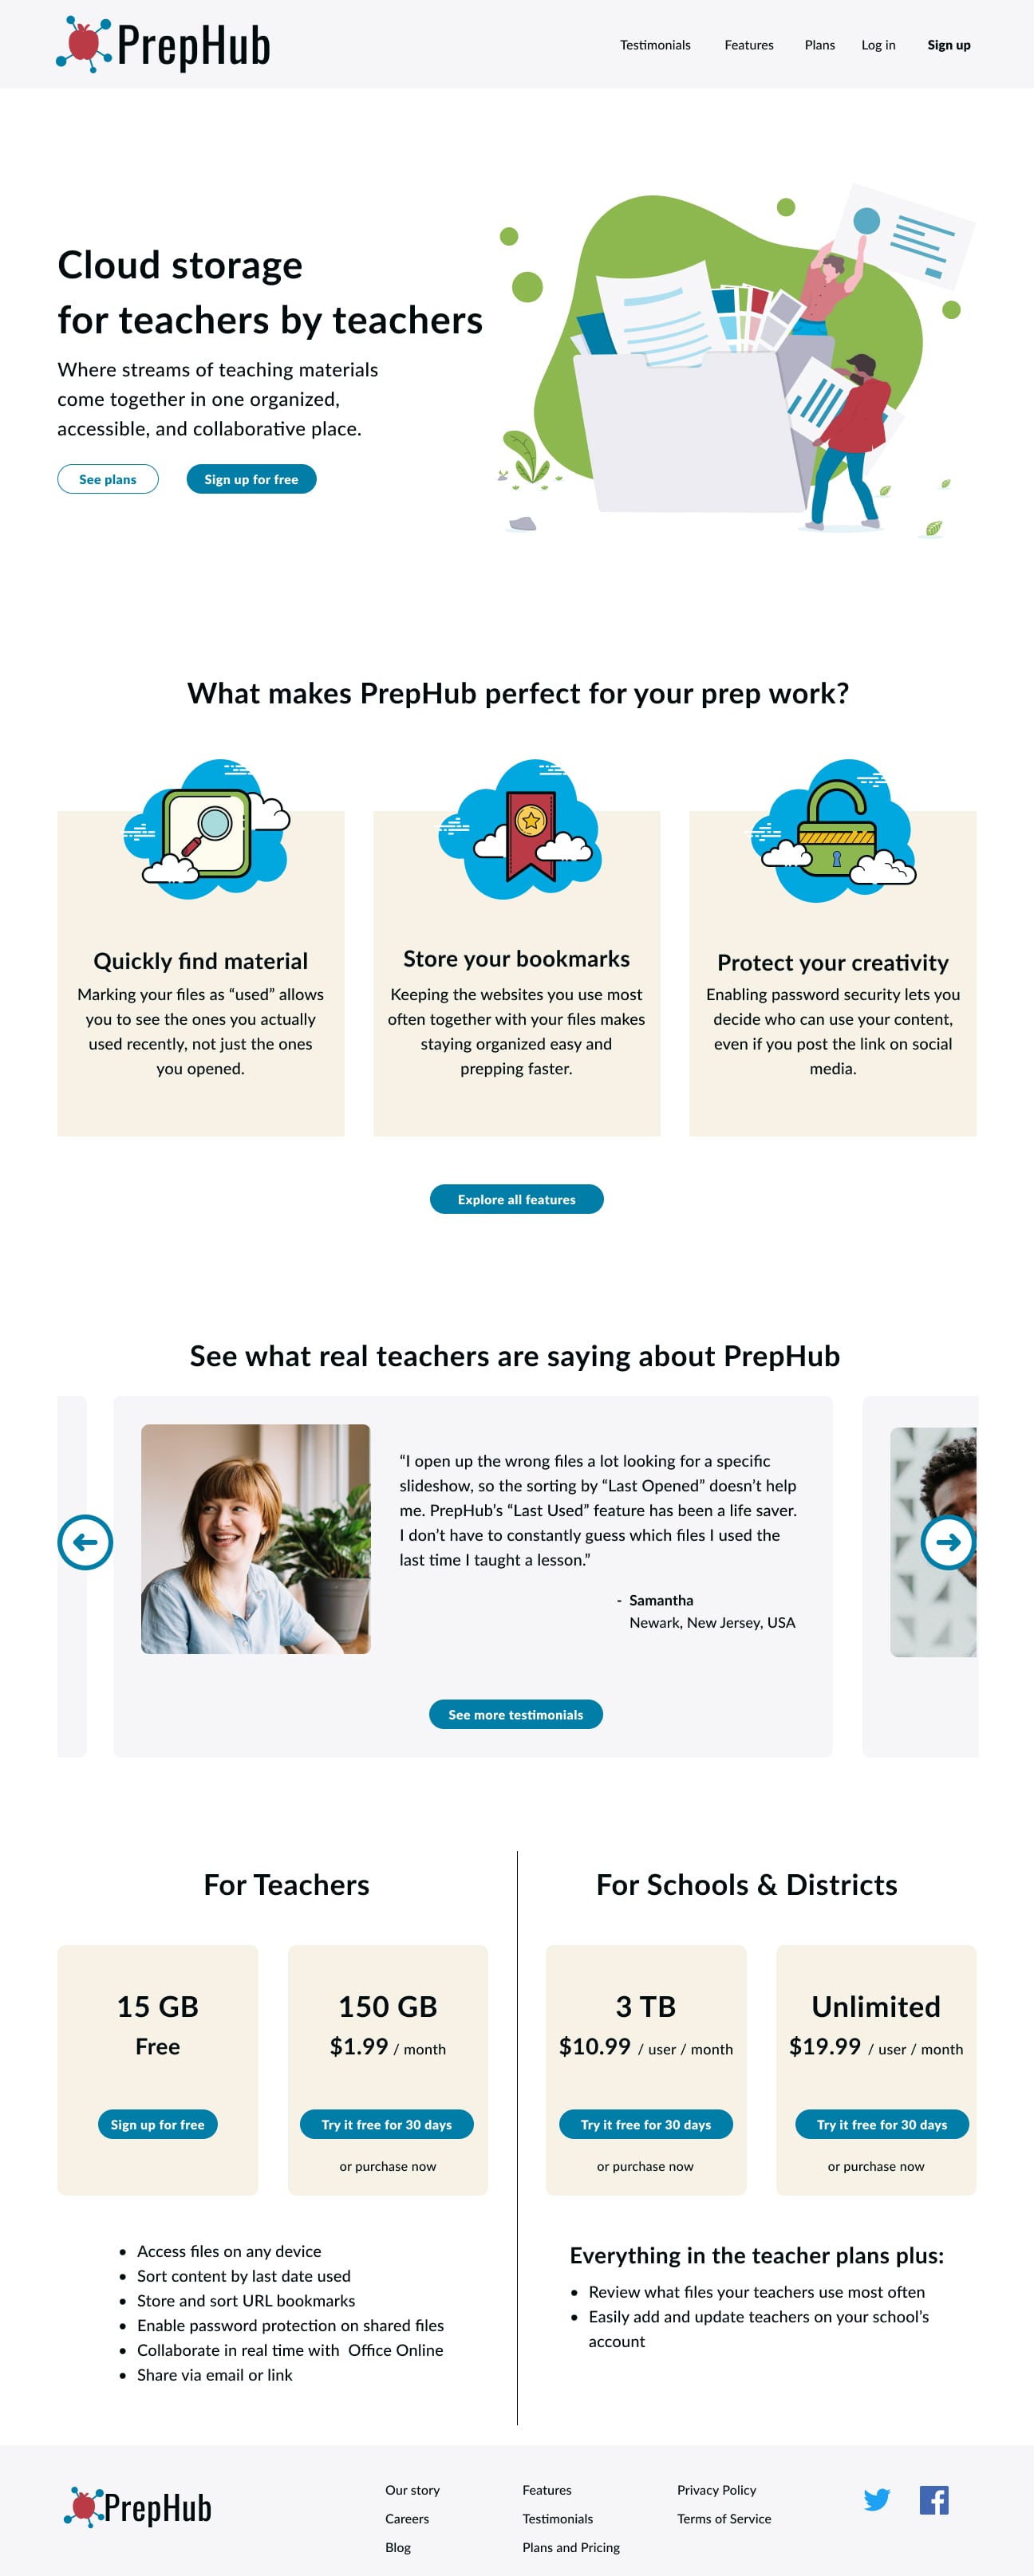 PrepHub
Testimonials
Features
Plans
Log in
Sign up
Cloud storage
for teachers by teachers
Where streams of teaching materials
come together in one organized,
accessible, and collaborative place.
See plans
Sign up for free
What makes PrepHub perfect for your prep work?
Quickly find material
Marking your files as “used” allows
you to see the ones you actually
used recently, not just the ones
you opened.
Store your bookmarks
Keeping the websites you use most
often together with your files makes
staying organized easy and
prepping faster.
Protect your creativity
Enabling password security lets you
decide who can use your content,
even if you post the link on social
media.
Explore all features
See what real teachers are saying about PrepHub
“I open up the wrong files a lot looking for a specific
slideshow, so the sorting by “Last Opened” doesn’t help
me. PrepHub’s “Last Used” feature has been a life saver.
I don’t have to constantly guess which files I used the
last time I taught a lesson.”
- Samantha
Newark, New Jersey, USA
See more testimonials
For Teachers
15 GB
Free
Sign up for free
150 GB
$1.99 / month
Try it free for 30 days
or purchase now
• Access files on any device
• Sort content by last date used
• Store and sort URL bookmarks
• Enable password protection on shared files
• Collaborate in real time with  Office Online
• Share via email or link
For Schools & Districts
3 TB
$10.99 / user / month
Try it free for 30 days
or purchase now
Unlimited
$19.99 / user / month
Try it free for 30 days
or purchase now
Everything in the teacher plans plus:
• Review what files your teachers use most often
• Easily add and update teachers on your school’s
account
PrepHub
Our story
Careers
Blog
Features
Testimonials
Plans and Pricing
Privacy Policy
Terms of Service